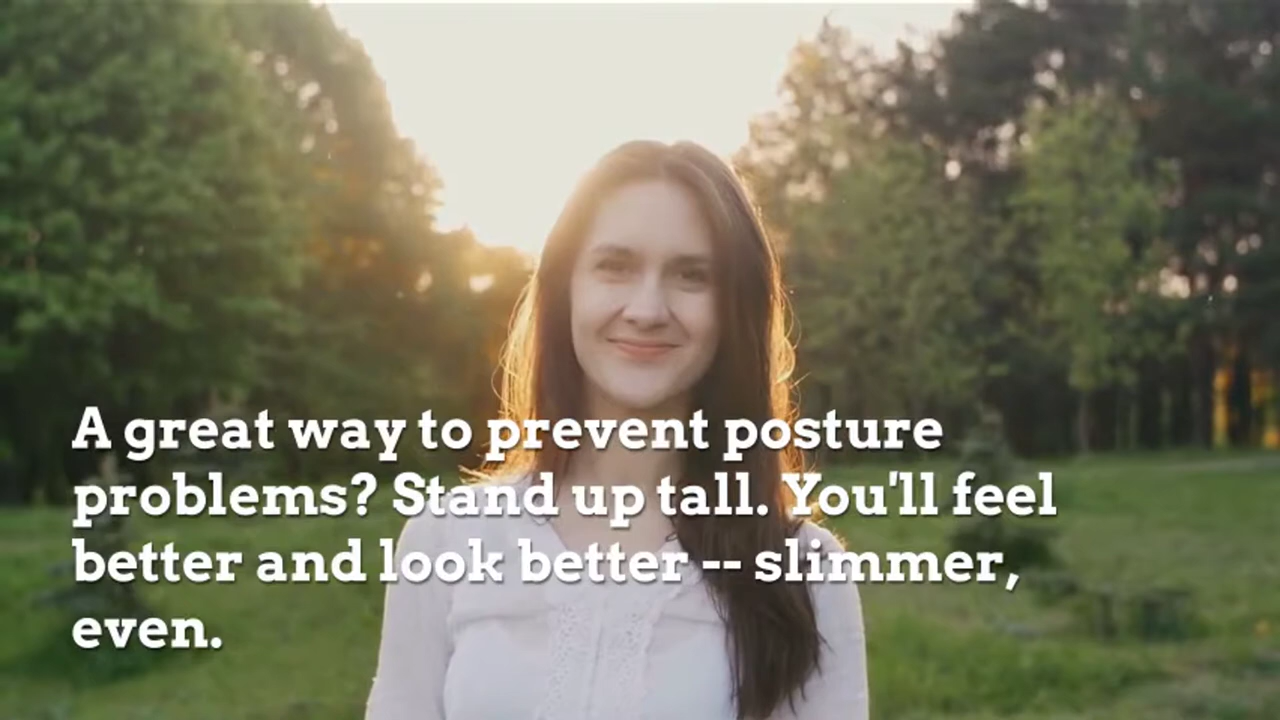 A great way to prevent posture
problems? Stand up tall. You'll feel
better and look better -- slimmer,
even.